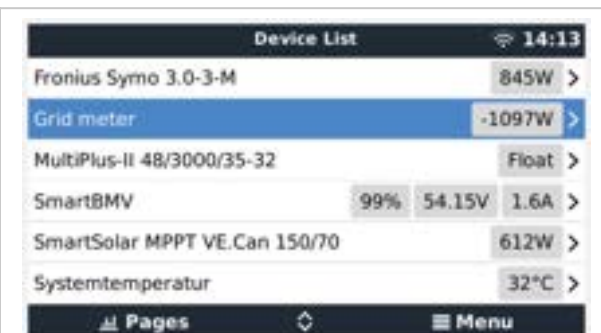 Device List 14:13
Fronius Symo 3.0-3-M 845W >
Grid meter -1097W >
MultiPlus-II 48/3000/35-32 Float >
SmartBMV 99% 54.15V 1.6A >
SmartSolar MPPT VE.Can 150/70 612W >
Systemtemperatur 32°C >
Pages Menu